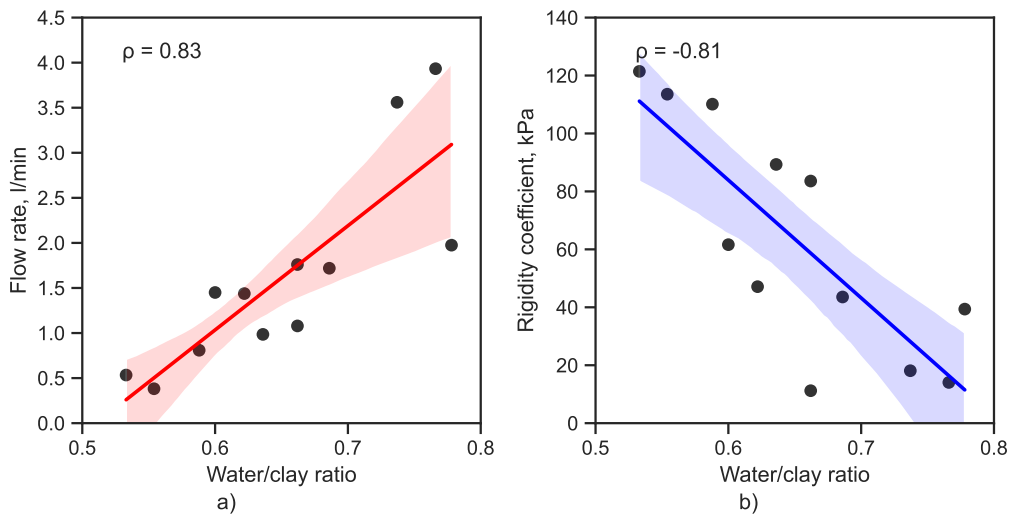 ρ = 0.83
4.5
4.0
3.5
3.0
2.5
2.0
1.5
1.0
0.5
0.0
Flow rate, l/min
0.5 0.6 0.7 0.8
Water/clay ratio
a)
ρ = -0.81
140
120
100
80
60
40
20
0
Rigidity coefficient, kPa
0.5 0.6 0.7 0.8
Water/clay ratio
b)